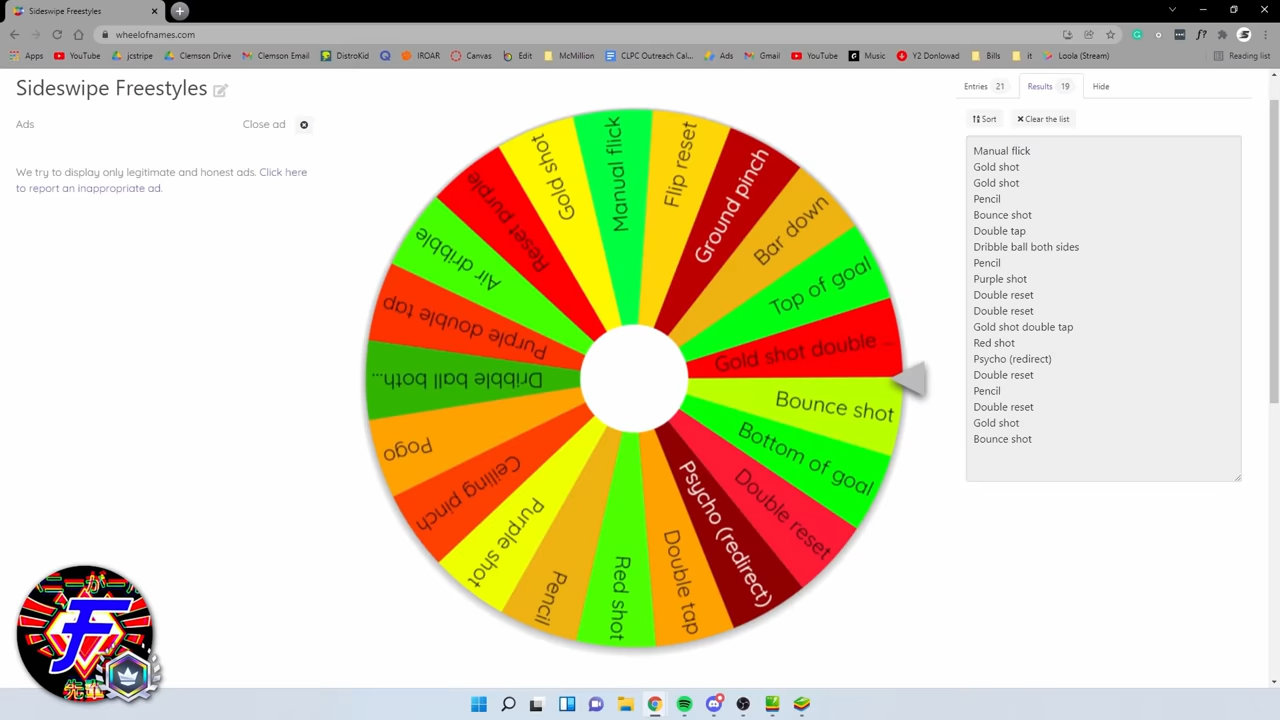 Sideswipe Freestyles
wheelofnames.com
Apps YouTube jcstripe Clemson Drive Clemson Email DistroKid IROAR Canva Edit McMillion CLPC Outreach Cal... Ads Gmail YouTube Music Y2 Donlowad Bills it Loola (Stream) Reading list
Sideswipe Freestyles
Ads Close ad
We try to display only legitimate and honest ads. Click here
to report an inappropriate ad.
Manual flick
Flip reset
Ground pinch
Bar down
Top of goal
Gold shot double ...
Bounce shot
Bottom of goal
Double reset
Psycho (redirect)
Double tap
Red shot
Pencil
Purple shot
Ceiling pinch
Pogo
Dribble ball both...
Purple double tap
Air dribble
Reset purple
Gold shot
Entries 21 Results 19 Hide
Sort Clear the list
Manual flick
Gold shot
Gold shot
Pencil
Bounce shot
Double tap
Dribble ball both sides
Pencil
Purple shot
Double reset
Double reset
Gold shot double tap
Red shot
Psycho (redirect)
Double reset
Pencil
Double reset
Gold shot
Bounce shot
先輩